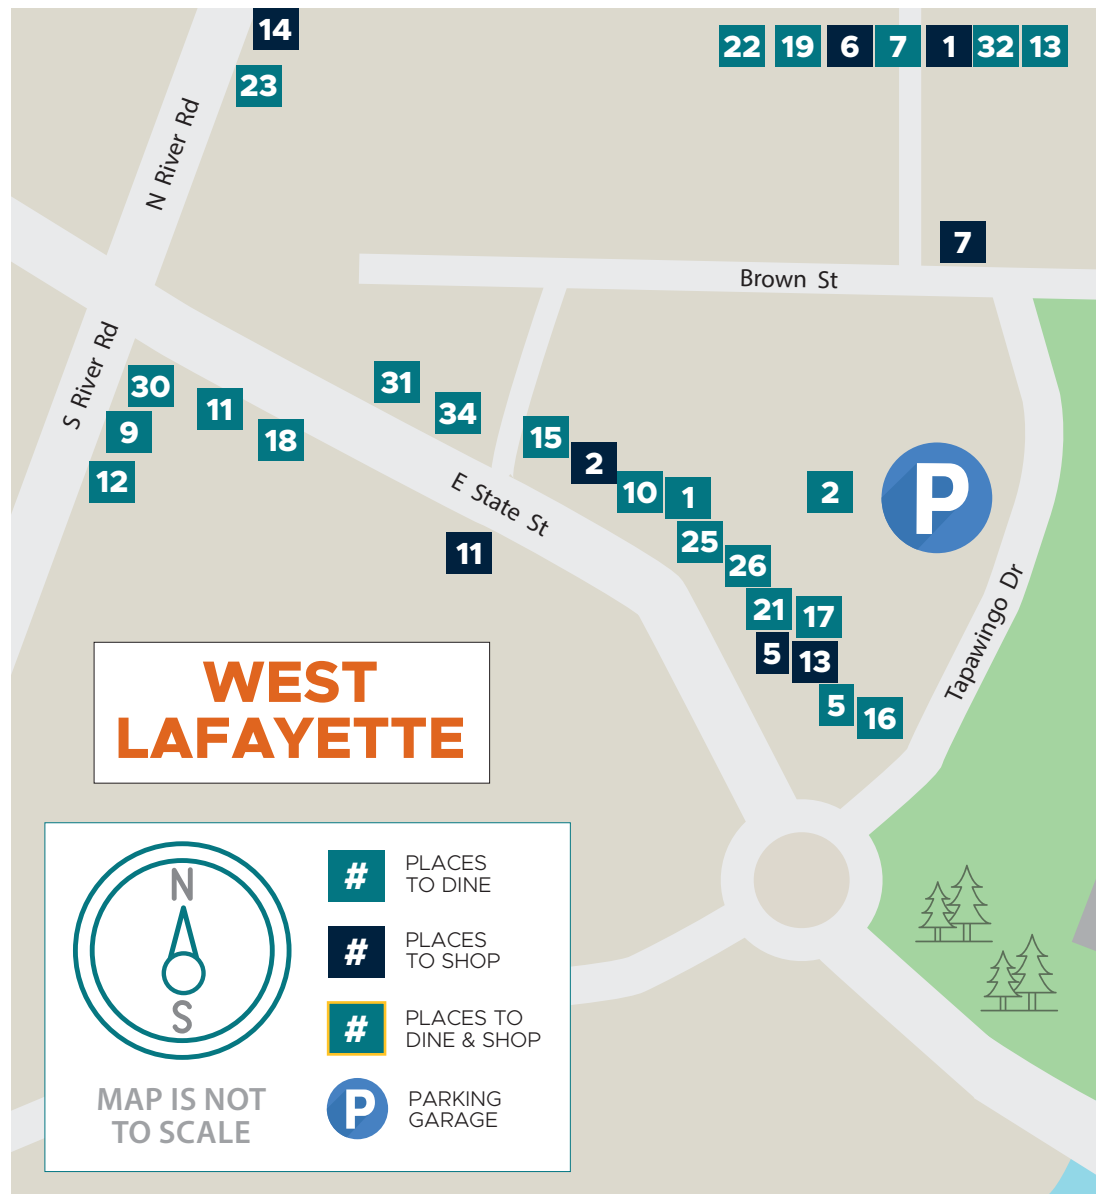 14
22 19 6 7 1 32 13
23
N River Rd
7
Brown St
S River Rd
30
31
11
34
9
18
15
2
12
10
1
2
P
E State St
25
11
26
21
17
Tapawingo Dr
5
13
5
16
WEST
LAFAYETTE
N
S
MAP IS NOT
TO SCALE
# PLACES
TO DINE
# PLACES
TO SHOP
# PLACES TO
DINE & SHOP
P PARKING
GARAGE